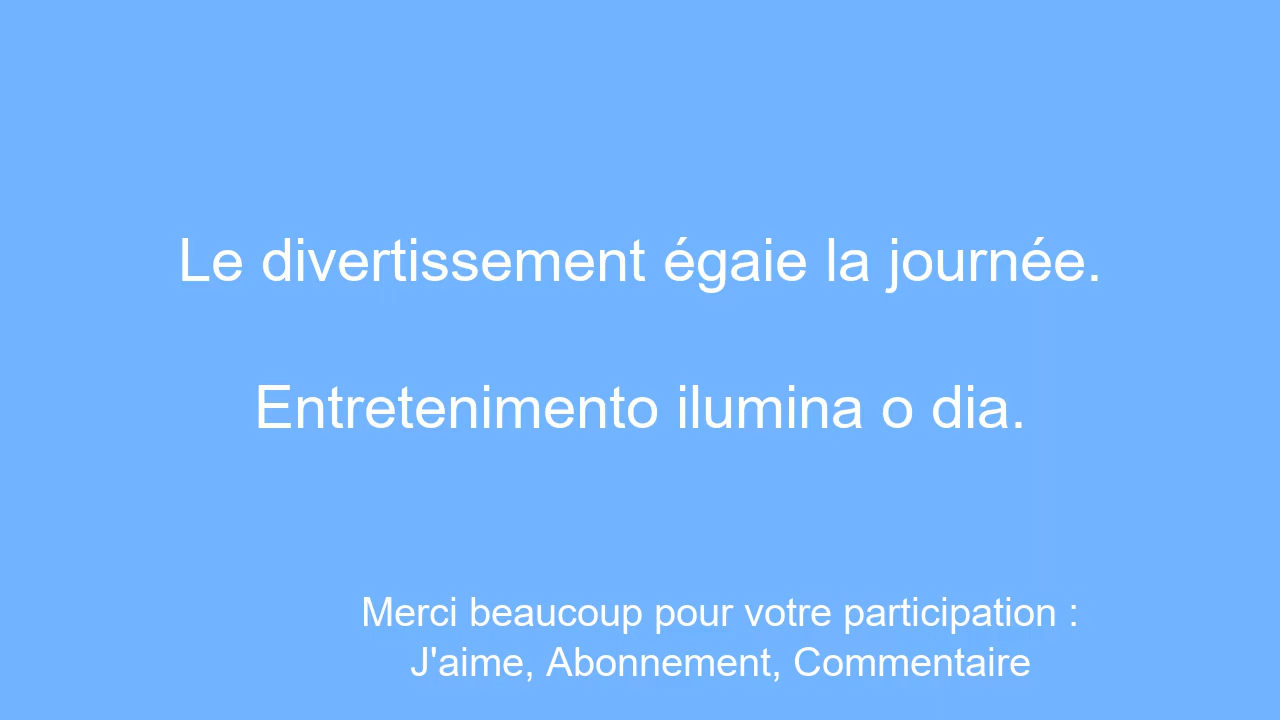 Le divertissement égaie la journée.
Entretenimento ilumina o dia.
Merci beaucoup pour votre participation :
J'aime, Abonnement, Commentaire